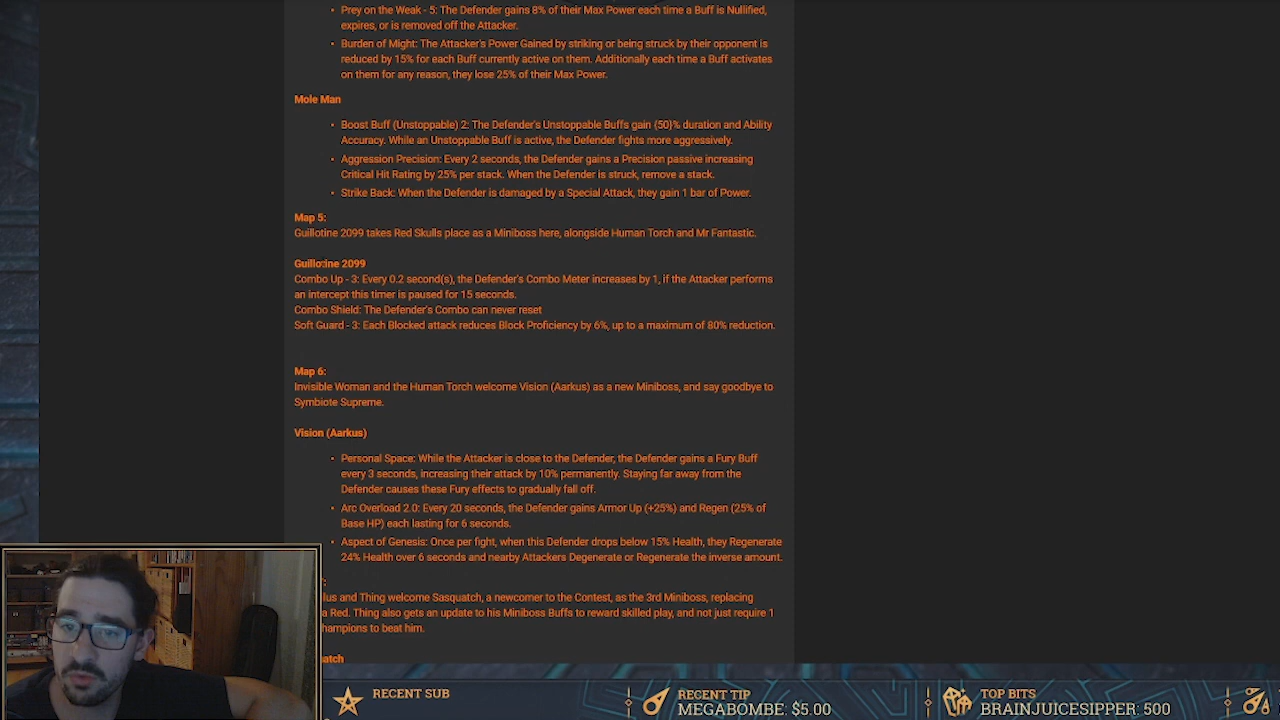 Prey on the Weak - 5: The Defender gains 8% of their Max Power each time a Buff is Nullified,
expires, or is removed off the Attacker.
Burden of Might: The Attacker's Power Gained by striking or being struck by their opponent is
reduced by 15% for each Buff currently active on them. Additionally each time a Buff activates
on them for any reason, they lose 25% of their Max Power.
Mole Man
Boost Buff (Unstoppable) 2: The Defender's Unstoppable Buffs gain {50}% duration and Ability
Accuracy. While an Unstoppable Buff is active, the Defender fights more aggressively.
Aggression Precision: Every 2 seconds, the Defender gains a Precision passive increasing
Critical Hit Rating by 25% per stack. When the Defender is struck, remove a stack.
Strike Back: When the Defender is damaged by a Special Attack, they gain 1 bar of Power.
Map 5:
Guillotine 2099 takes Red Skulls place as a Miniboss here, alongside Human Torch and Mr Fantastic.
Guillotine 2099
Combo Up - 3: Every 0.2 second(s), the Defender's Combo Meter increases by 1, if the Attacker performs
an intercept this timer is paused for 15 seconds.
Combo Shield: The Defender's Combo can never reset
Soft Guard - 3: Each Blocked attack reduces Block Proficiency by 6%, up to a maximum of 80% reduction.
Map 6:
Invisible Woman and the Human Torch welcome Vision (Aarkus) as a new Miniboss, and say goodbye to
Symbiote Supreme.
Vision (Aarkus)
Personal Space: While the Attacker is close to the Defender, the Defender gains a Fury Buff
every 3 seconds, increasing their attack by 10% permanently. Staying far away from the
Defender causes these Fury effects to gradually fall off.
Arc Overload 2.0: Every 20 seconds, the Defender gains Armor Up (+25%) and Regen (25% of
Base HP) each lasting for 6 seconds.
Aspect of Genesis: Once per fight, when this Defender drops below 15% Health, they Regenerate
24% Health over 6 seconds and nearby Attackers Degenerate or Regenerate the inverse amount.
lus and Thing welcome Sasquatch, a newcomer to the Contest, as the 3rd Miniboss, replacing
a Red. Thing also gets an update to his Miniboss Buffs to reward skilled play, and not just require 1
hampions to beat him.
atch
RECENT SUB
RECENT TIP
MEGABOMBE: $5.00
TOP BITS
BRAINJUICESIPPER: 500